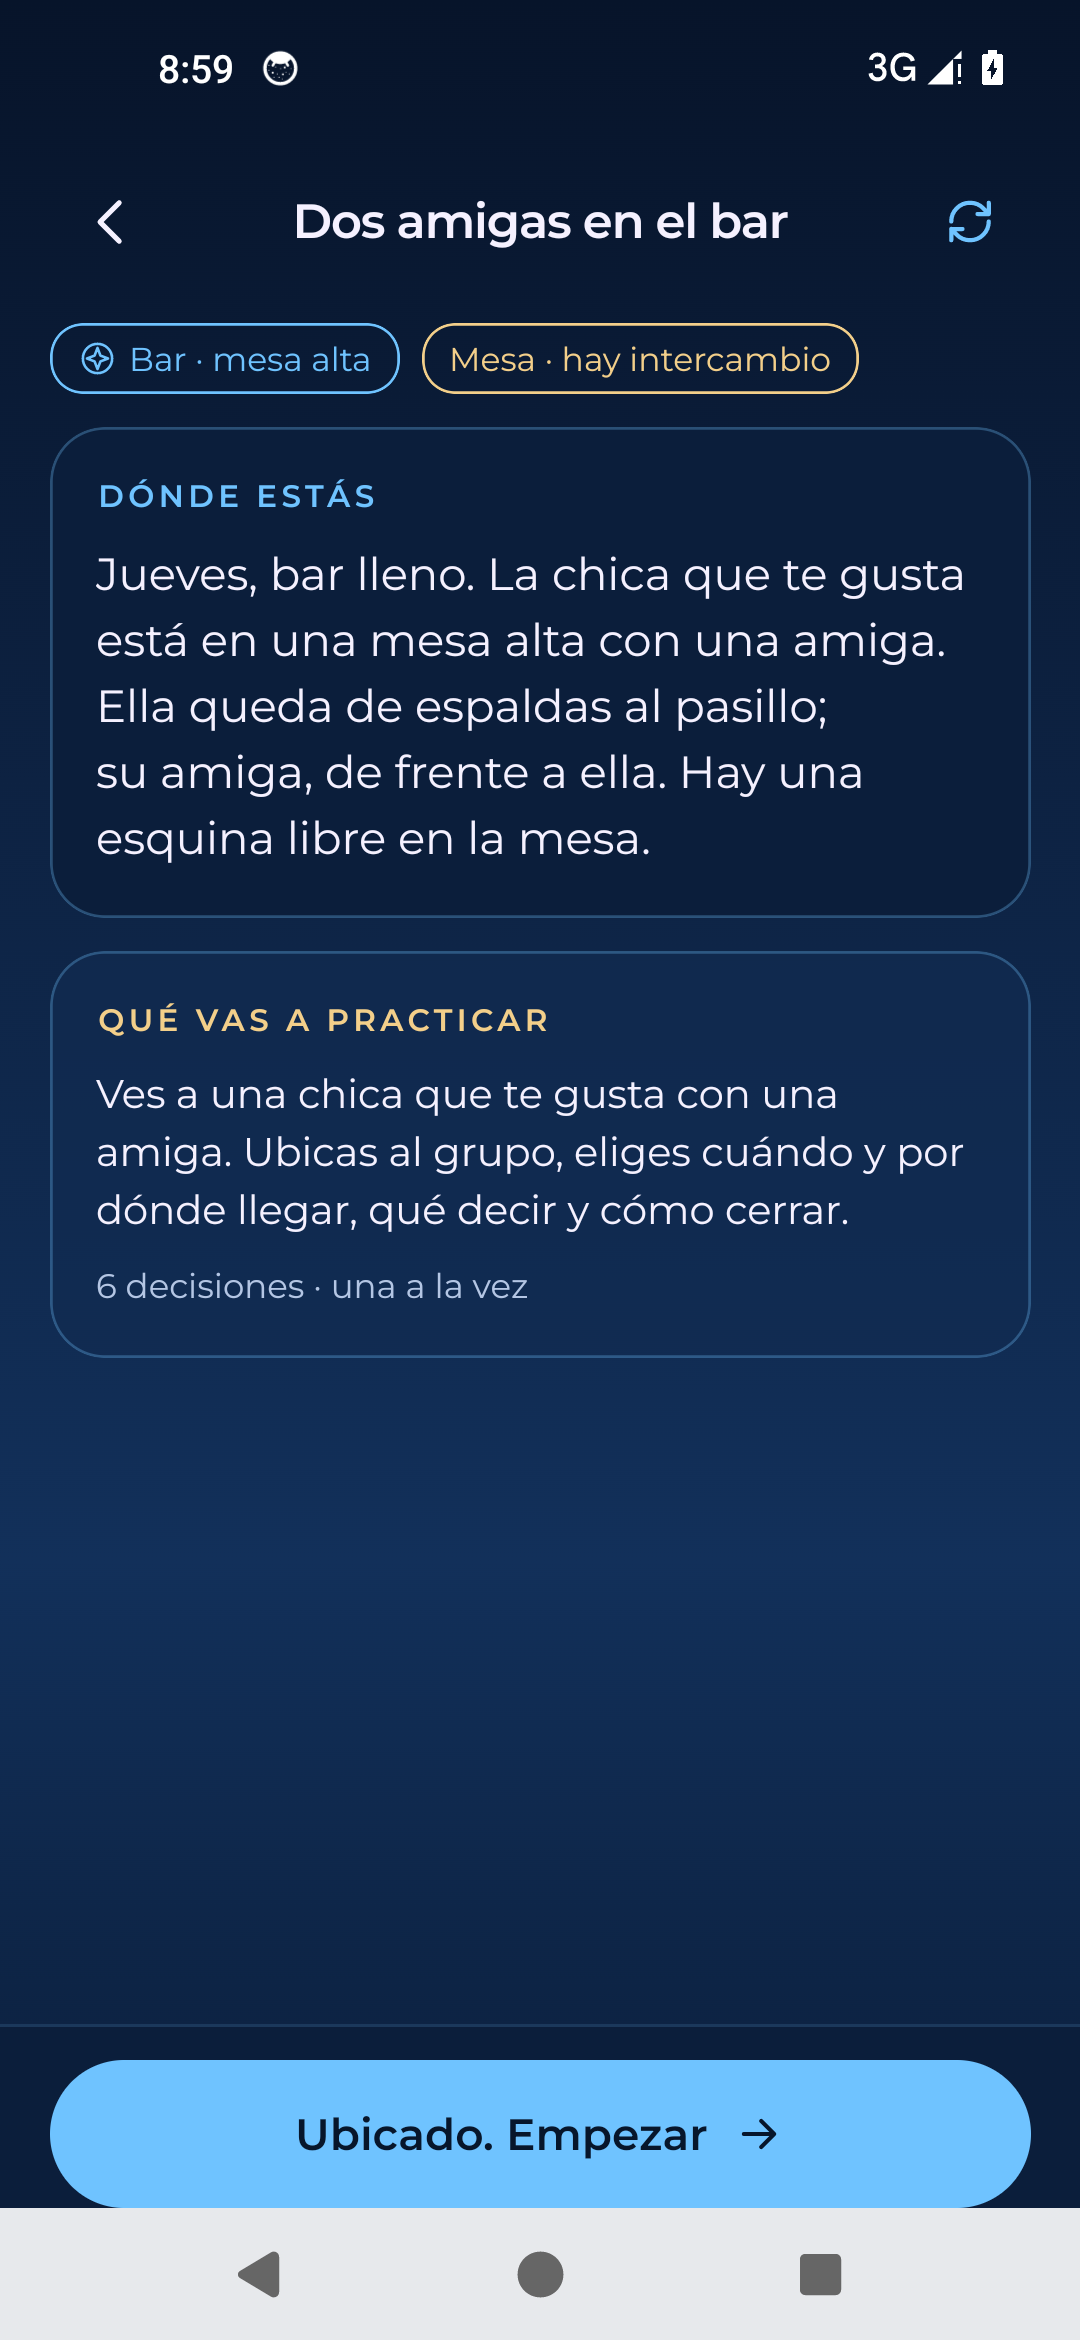 8:59
3G
Dos amigas en el bar
Bar · mesa alta
Mesa · hay intercambio
DÓNDE ESTÁS
Jueves, bar lleno. La chica que te gusta
está en una mesa alta con una amiga.
Ella queda de espaldas al pasillo;
su amiga, de frente a ella. Hay una
esquina libre en la mesa.
QUÉ VAS A PRACTICAR
Ves a una chica que te gusta con una
amiga. Ubicas al grupo, eliges cuándo y por
dónde llegar, qué decir y cómo cerrar.
6 decisiones · una a la vez
Ubicado. Empezar